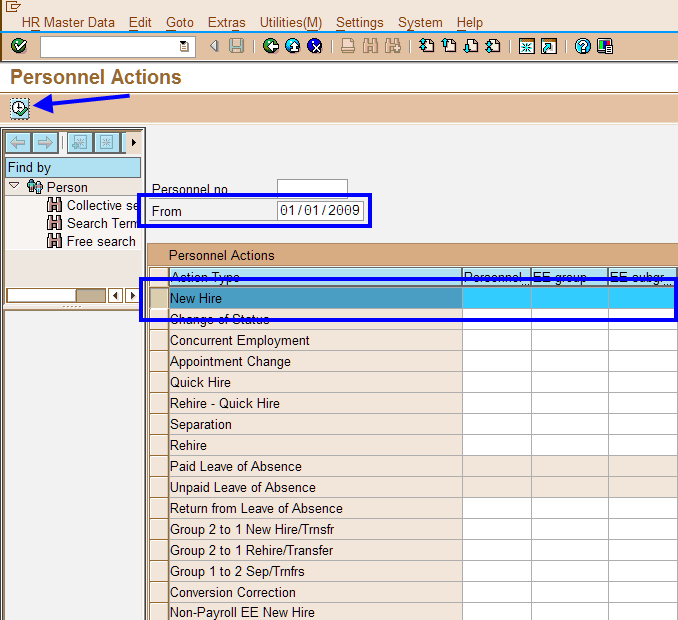 HR Master Data Edit Goto Extras Utilities(M) Settings System Help
Personnel Actions
Find by
Person
Collective se
Search Term
Free search
Personnel no
From 01/01/2009
Personnel Actions
Action Type Personnel... EE group EE subgr...
New Hire
Change of Status
Concurrent Employment
Appointment Change
Quick Hire
Rehire - Quick Hire
Separation
Rehire
Paid Leave of Absence
Unpaid Leave of Absence
Return from Leave of Absence
Group 2 to 1 New Hire/Trnsfr
Group 2 to 1 Rehire/Transfer
Group 1 to 2 Sep/Trnfrs
Conversion Correction
Non-Payroll EE New Hire